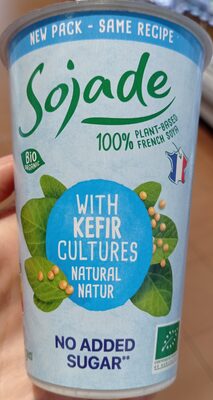 NEW PACK - SAME RECIPE
Sojade
100% PLANT-BASED
FRENCH SOYA
BiO
ORGANIC
WITH
KEFIR
CULTURES
NATURAL
NATUR
NO ADDED
SUGAR**